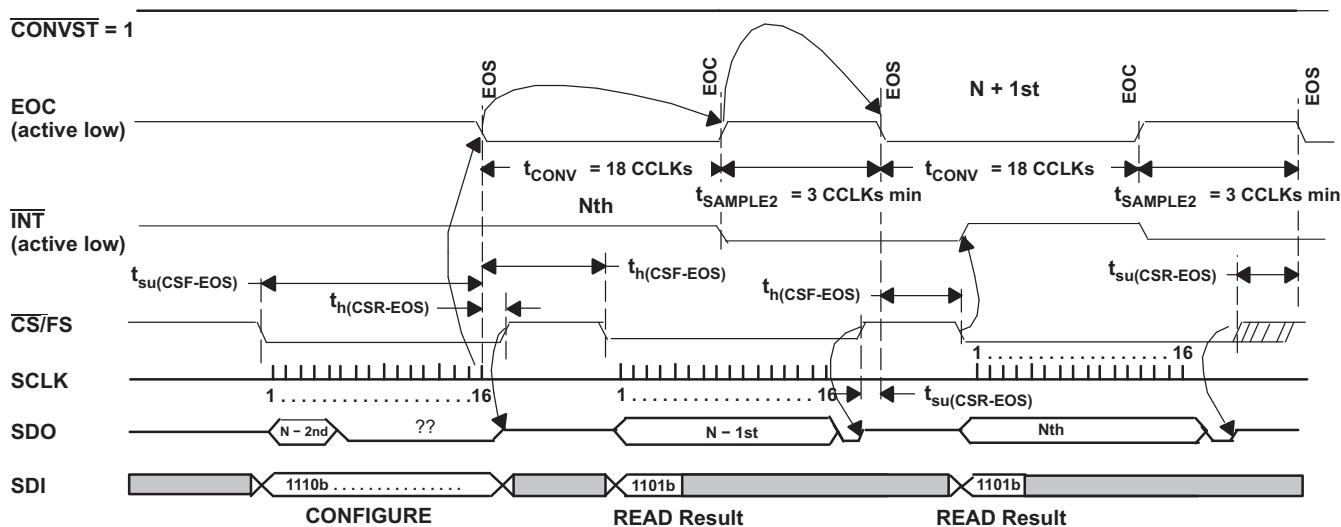 CONVST = 1
EOS
EOC
EOS
N + 1st
EOC
EOS
EOC
(active low)
tCONV = 18 CCLKs
tSAMPLE2 = 3 CCLKs min
tCONV = 18 CCLKs
tSAMPLE2 = 3 CCLKs min
Nth
INT
(active low)
tsu(CSF-EOS)
th(CSF-EOS)
th(CSR-EOS)
th(CSF-EOS)
tsu(CSR-EOS)
CS/FS
1 . . . . . . . . . . . . . . . . . . . . . 16
SCLK
1 . . . . . . . . . . . . . . . . . . . . . 16
1 . . . . . . . . . . . . . . . . . . . . . 16
tsu(CSR-EOS)
SDO
N − 2nd
??
N − 1st
Nth
SDI
1110b . . . . . . . . . . . . . . .
1101b
1101b
CONFIGURE
READ Result
READ Result